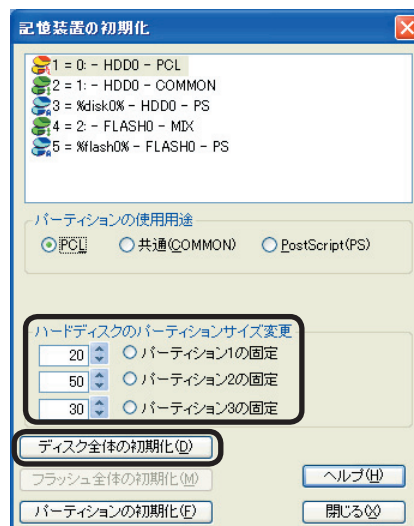 記憶装置の初期化
1 = 0: - HDD0 - PCL
2 = 1: - HDD0 - COMMON
3 = %disk0% - HDD0 - PS
4 = 2: - FLASH0 - MIX
5 = %flash0% - FLASH0 - PS
パーティションの使用用途
PCL 共通(COMMON) PostScript(PS)
ハードディスクのパーティションサイズ変更
20 パーティション1の固定
50 パーティション2の固定
30 パーティション3の固定
ディスク全体の初期化(D)
フラッシュ全体の初期化(M) ヘルプ(H)
パーティションの初期化(F) 閉じる(X)